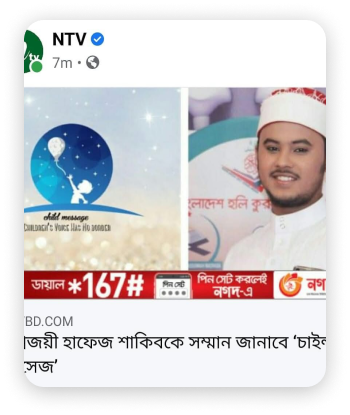 NTV
7m
tv
child message
CHILDREN'S VOICE HAS NO BORDER
লাদেশ হলি কুর
ডায়াল *167#
পিন সেট
পিন সেট করলেই
নগদ-এ
নগ
BD.COM
জয়ী হাফেজ শাকিবকে সম্মান জানাবে 'চাইল
সেজ'